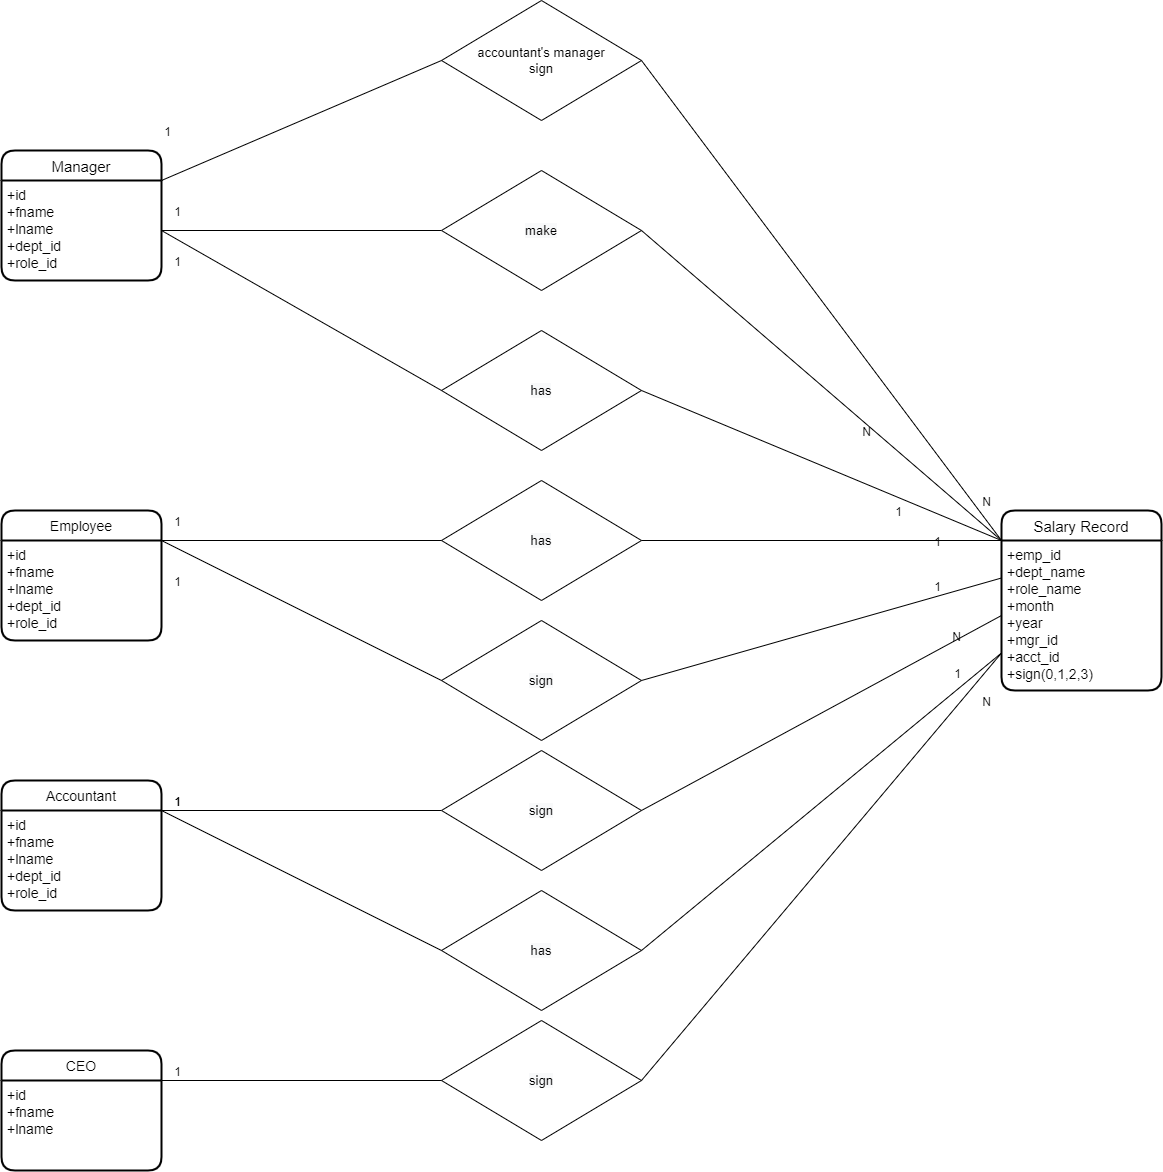 accountant's manager
sign
1
Manager
+id
+fname
+lname
+dept_id
+role_id
1
1
make
has
N
1
N
Employee
+id
+fname
+lname
+dept_id
+role_id
1
1
has
sign
1
1
N
1
N
Salary Record
+emp_id
+dept_name
+role_name
+month
+year
+mgr_id
+acct_id
+sign(0,1,2,3)
Accountant
+id
+fname
+lname
+dept_id
+role_id
1
sign
has
CEO
+id
+fname
+lname
1
sign